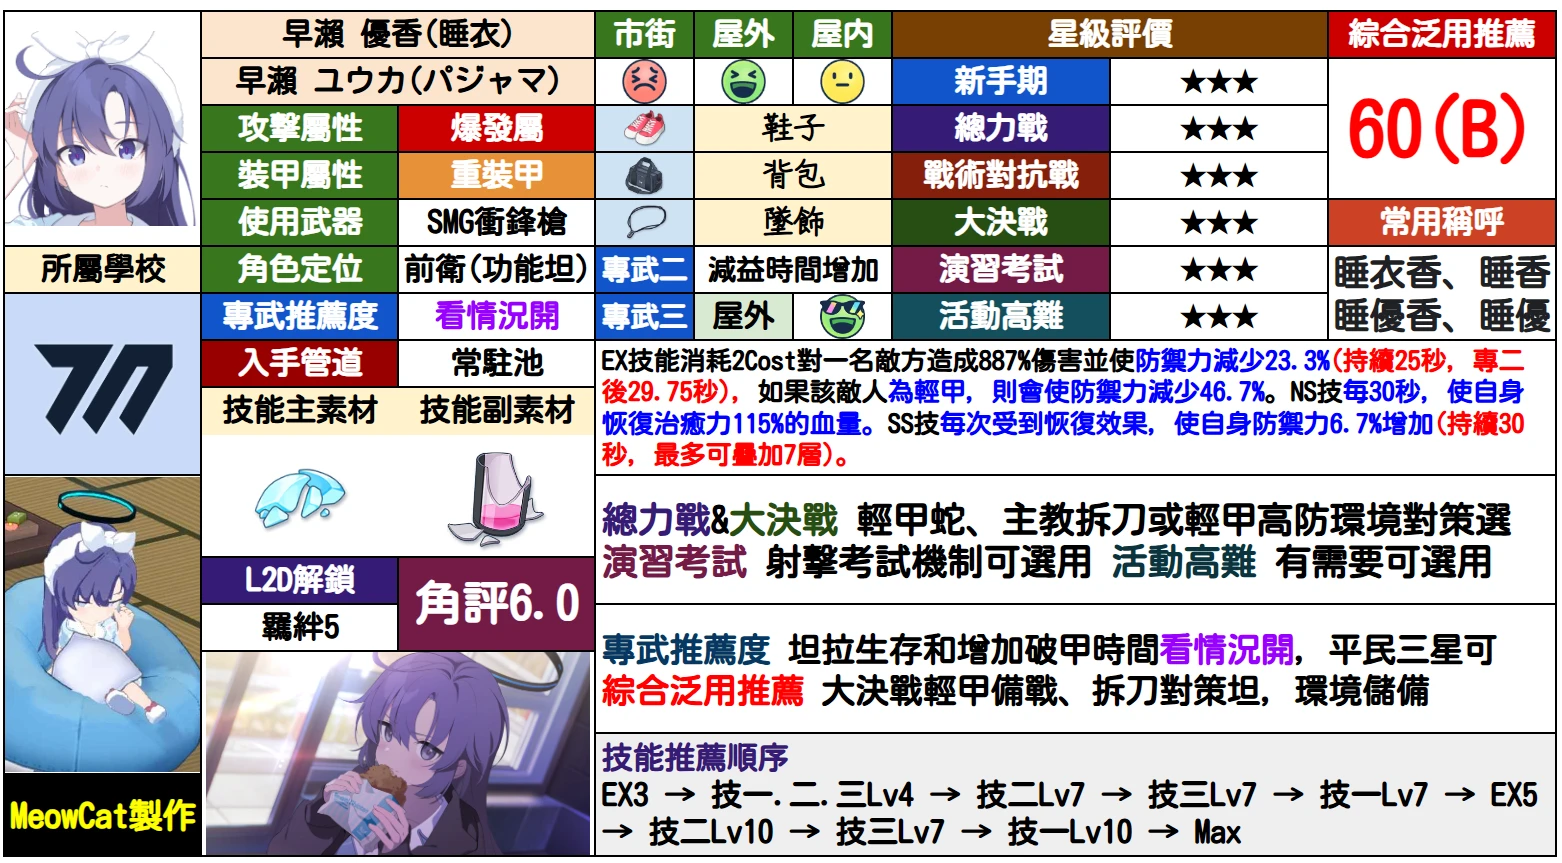 早瀨 優香(睡衣)
早瀨 ユウカ(パジャマ)
攻擊屬性 爆發屬
裝甲屬性 重裝甲
使用武器 SMG衝鋒槍
所屬學校
角色定位 前衛(功能坦)
專武推薦度 看情況開
入手管道 常駐池
技能主素材 技能副素材
L2D解鎖
羈絆5
角評6.0
MeowCat製作
市街 屋外 屋内
鞋子
背包
墜飾
專武二 減益時間增加
專武三 屋外
星級評價
新手期 ★★★
總力戰 ★★★
戰術對抗戰 ★★★
大決戰 ★★★
演習考試 ★★★
活動高難 ★★★
綜合泛用推薦
60(B)
常用稱呼
睡衣香、睡香
睡優香、睡優
EX技能消耗2Cost對一名敵方造成887%傷害並使防禦力減少23.3%(持續25秒, 專二
後29.75秒), 如果該敵人為輕甲, 則會使防禦力減少46.7%。NS技每30秒, 使自身
恢復治癒力115%的血量。SS技每次受到恢復效果, 使自身防禦力6.7%增加(持續30
秒, 最多可疊加7層)。
總力戰&大決戰 輕甲蛇、主教拆刀或輕甲高防環境對策選
演習考試 射擊考試機制可選用 活動高難 有需要可選用
專武推薦度 坦拉生存和增加破甲時間看情況開, 平民三星可
綜合泛用推薦 大決戰輕甲備戰、拆刀對策坦, 環境儲備
技能推薦順序
EX3 → 技一.二.三Lv4 → 技二Lv7 → 技三Lv7 → 技一Lv7 → EX5
→ 技二Lv10 → 技三Lv7 → 技一Lv10 → Max